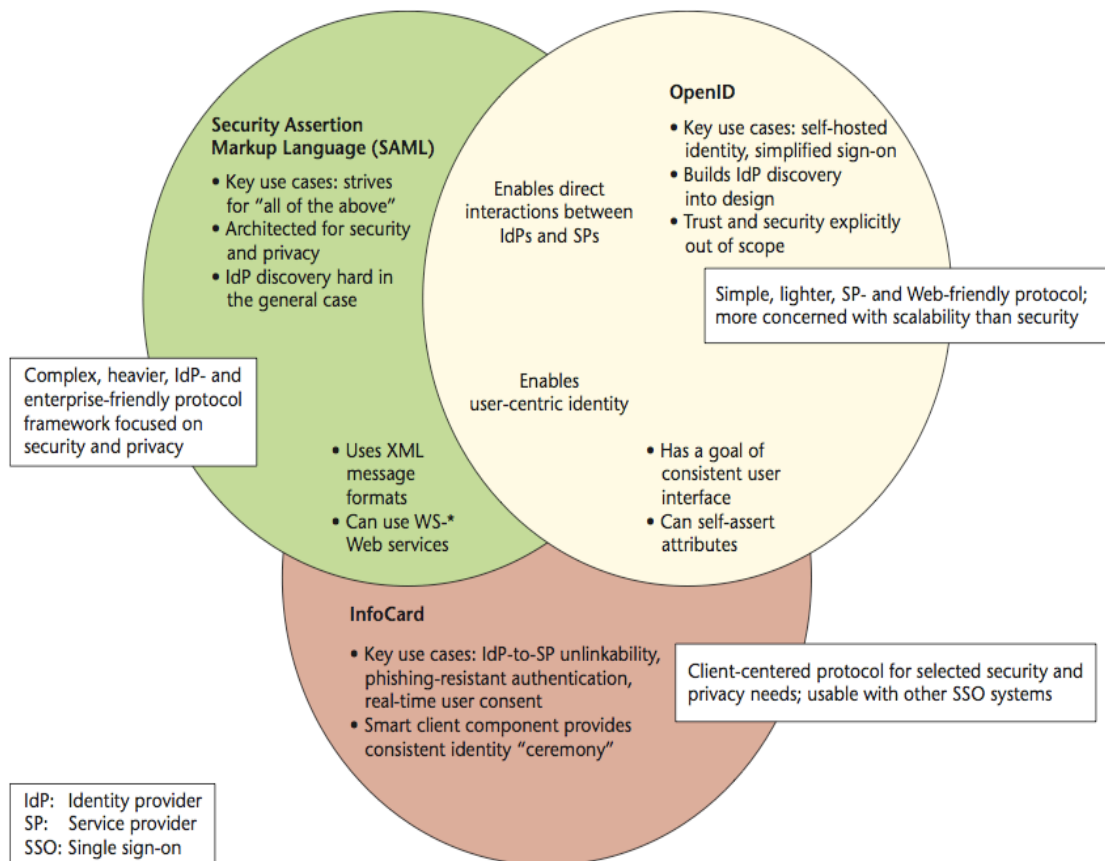 Security Assertion
Markup Language (SAML)
• Key use cases: strives
for “all of the above”
• Architected for security
and privacy
• IdP discovery hard in
the general case
Enables direct
interactions between
IdPs and SPs
OpenID
• Key use cases: self-hosted
identity, simplified sign-on
• Builds IdP discovery
into design
• Trust and security explicitly
out of scope
Simple, lighter, SP- and Web-friendly protocol;
more concerned with scalability than security
Complex, heavier, IdP- and
enterprise-friendly protocol
framework focused on
security and privacy
Enables
user-centric identity
• Uses XML
message
formats
• Can use WS-*
Web services
• Has a goal of
consistent user
interface
• Can self-assert
attributes
InfoCard
• Key use cases: IdP-to-SP unlinkability,
phishing-resistant authentication,
real-time user consent
• Smart client component provides
consistent identity “ceremony”
Client-centered protocol for selected security and
privacy needs; usable with other SSO systems
IdP: Identity provider
SP: Service provider
SSO: Single sign-on